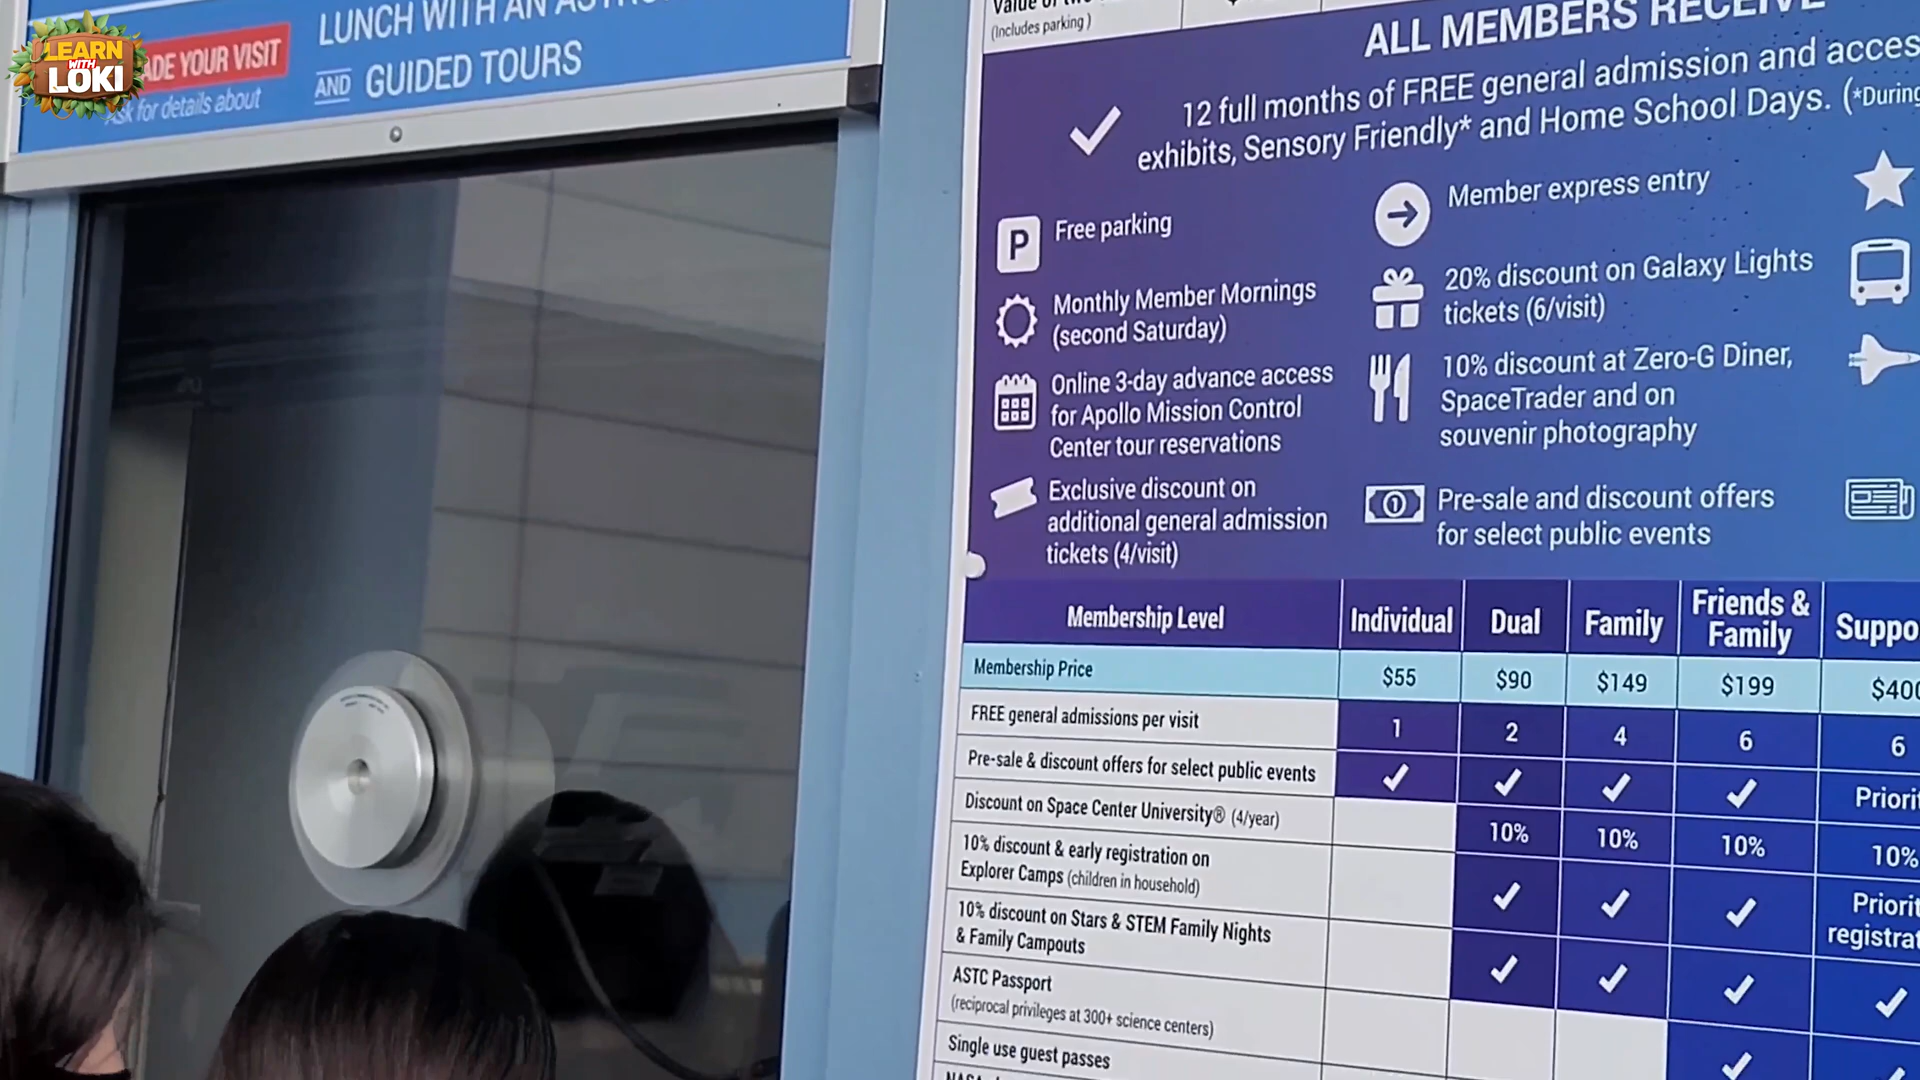 LEARN
WITH
LOKI
LUNCH WITH AN
ADE YOUR VISIT
AND GUIDED TOURS
Ask for details about
(Includes parking)
ALL MEMBERS RECEIVE
12 full months of FREE general admission and
exhibits, Sensory Friendly* and Home School Days. (*During
Free parking
Member express entry
Monthly Member Mornings
(second Saturday)
20% discount on Galaxy Lights
tickets (6/visit)
Online 3-day advance access
for Apollo Mission Control
Center tour reservations
10% discount at Zero-G Diner,
SpaceTrader and on
souvenir photography
Exclusive discount on
additional general admission
tickets (4/visit)
Pre-sale and discount offers
for select public events
Membership Level Individual Dual Family Friends & Family
Membership Price $55 $90 $149 $199 $400
FREE general admissions per visit 1 2 4 6 6
Pre-sale & discount offers for select public events
Discount on Space Center University® (4/year) 10% 10% 10% 10%
10% discount & early registration on
Explorer Camps (children in household)
10% discount on Stars & STEM Family Nights
& Family Campouts
ASTC Passport
(reciprocal privileges at 300+ science centers)
Single use guest passes